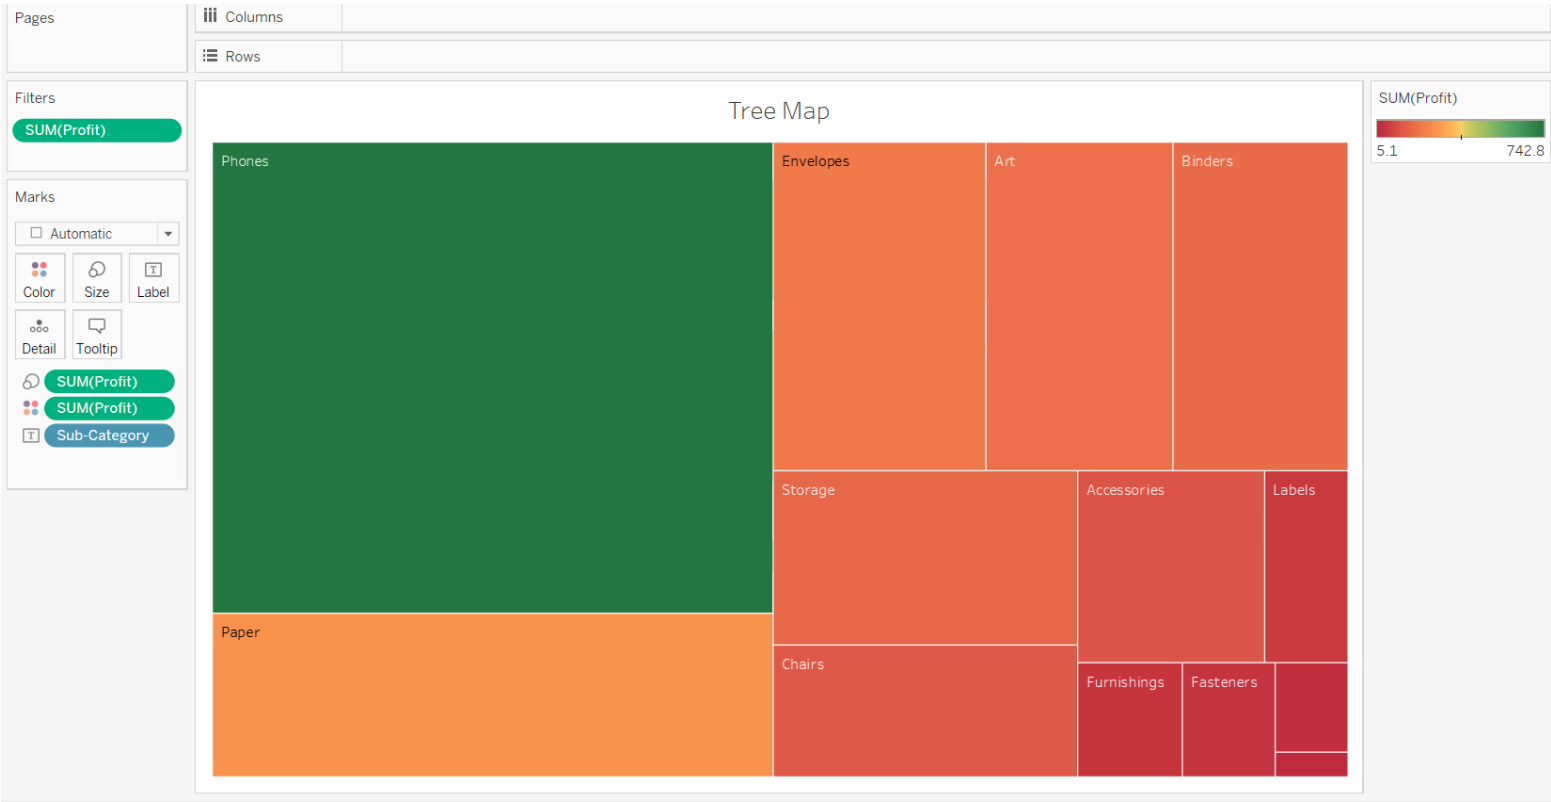 Pages
Columns
Rows
Filters
SUM(Profit)
Marks
Automatic
Color Size Label
Detail Tooltip
SUM(Profit)
SUM(Profit)
Sub-Category
Tree Map
Phones
Envelopes
Art
Binders
Storage
Accessories
Labels
Paper
Chairs
Furnishings
Fasteners
SUM(Profit)
5.1 742.8